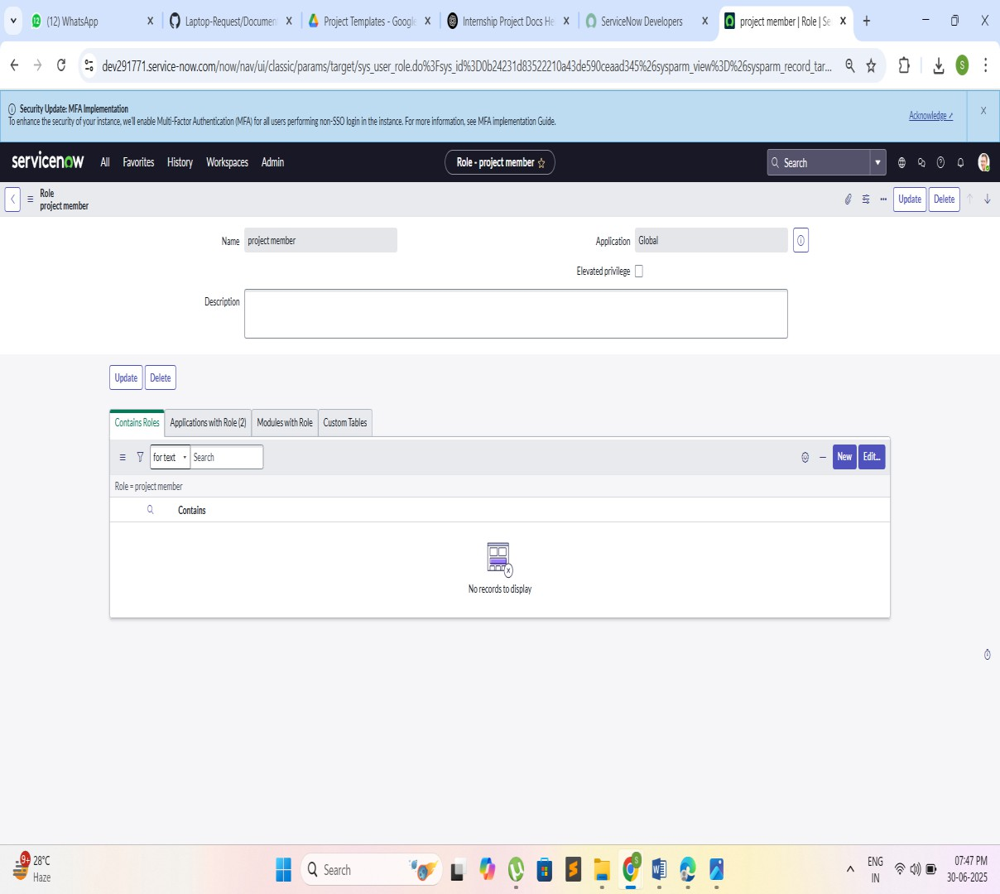 (12) WhatsApp
Laptop-Request/Documen
Project Templates - Google
Internship Project Docs He
ServiceNow Developers
project member | Role | Se
dev291771.service-now.com/now/nav/ui/classic/params/target/sys_user_role.do%3Fsys_id%3D0b24231d83522210a43de590ceaad345%26sysparm_view%3D%26sysparm_record_tar...
S
Security Update: MFA Implementation
To enhance the security of your instance, we'll enable Multi-Factor Authentication (MFA) for all users performing non-SSO login in the instance. For more information, see MFA implementation Guide.
Acknowledge
servicenow
All
Favorites
History
Workspaces
Admin
Role - project member
Search
Role
project member
Update
Delete
Name
project member
Application
Global
Elevated privilege
Description
Update
Delete
Contains Roles
Applications with Role (2)
Modules with Role
Custom Tables
for text
Search
New
Edit...
Role = project member
Contains
No records to display
9+
28°C
Haze
Search
ENG
IN
07:47 PM
30-06-2025